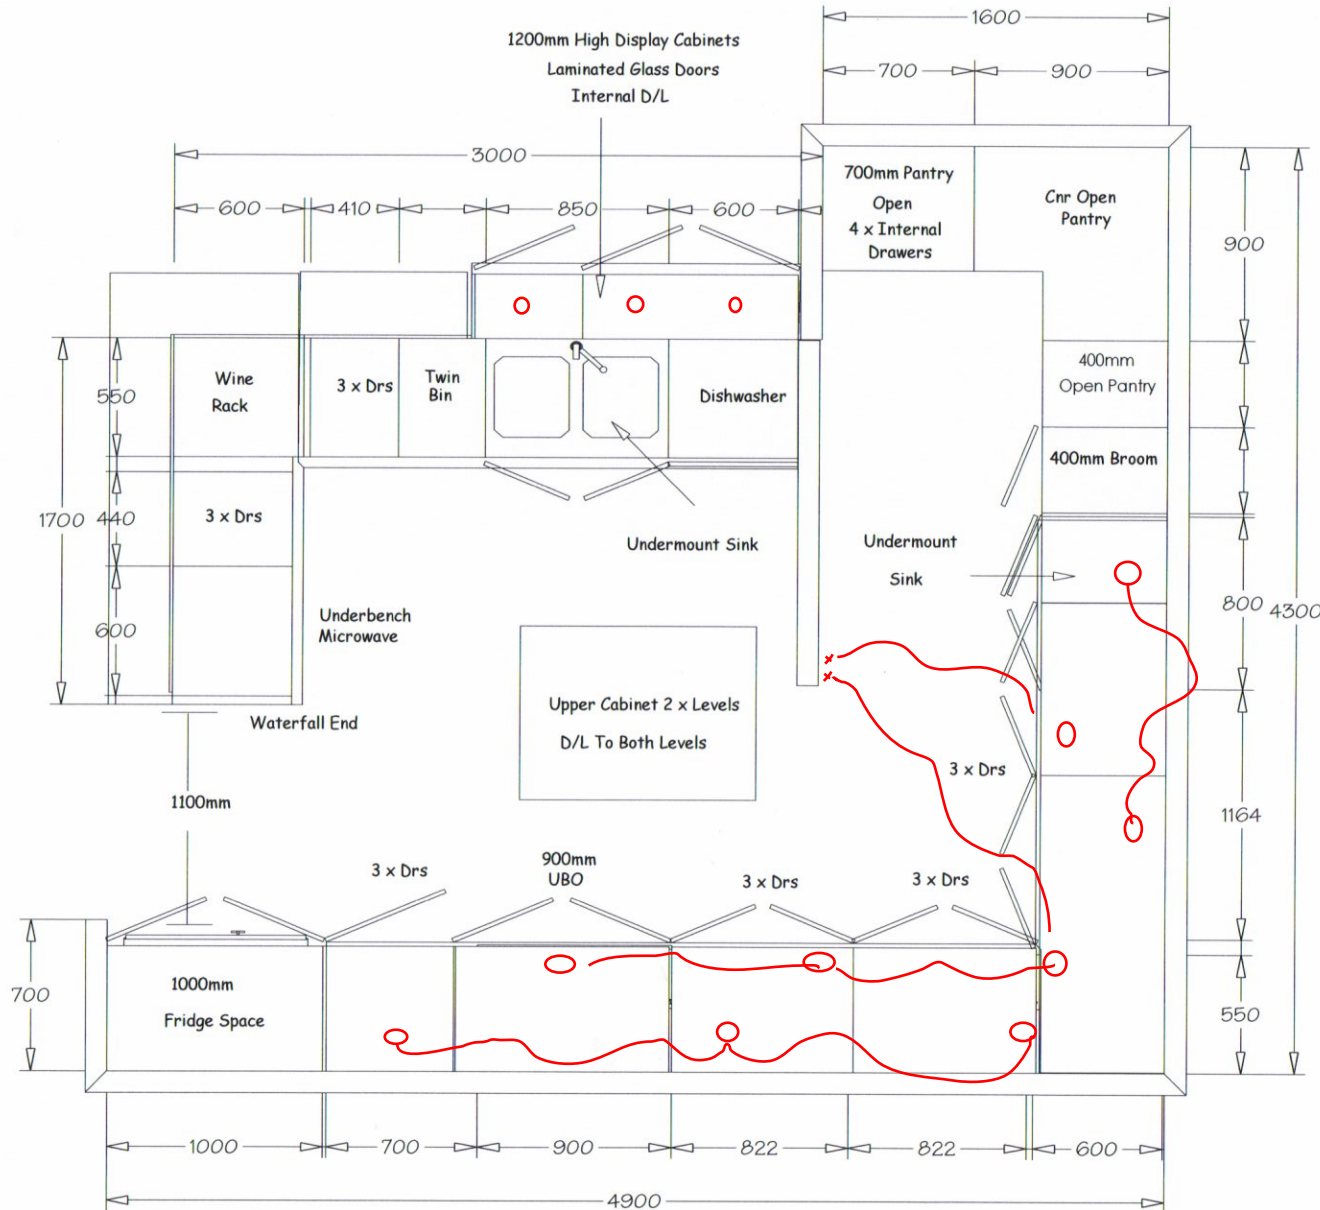 1600
1200mm High Display Cabinets
Laminated Glass Doors
Internal D/L
700
900
3000
700mm Pantry
Open
4 x Internal
Drawers
Cnr Open
Pantry
600
410
850
600
900
400mm
Open Pantry
Wine
Rack
3 x Drs
Twin
Bin
Dishwasher
550
400mm Broom
1700
440
3 x Drs
Undermount Sink
Undermount
Sink
800
4300
600
Underbench
Microwave
Upper Cabinet 2 x Levels
D/L To Both Levels
Waterfall End
3 x Drs
1100mm
1164
3 x Drs
900mm
UBO
3 x Drs
3 x Drs
700
1000mm
Fridge Space
550
1000
700
900
822
822
600
4900